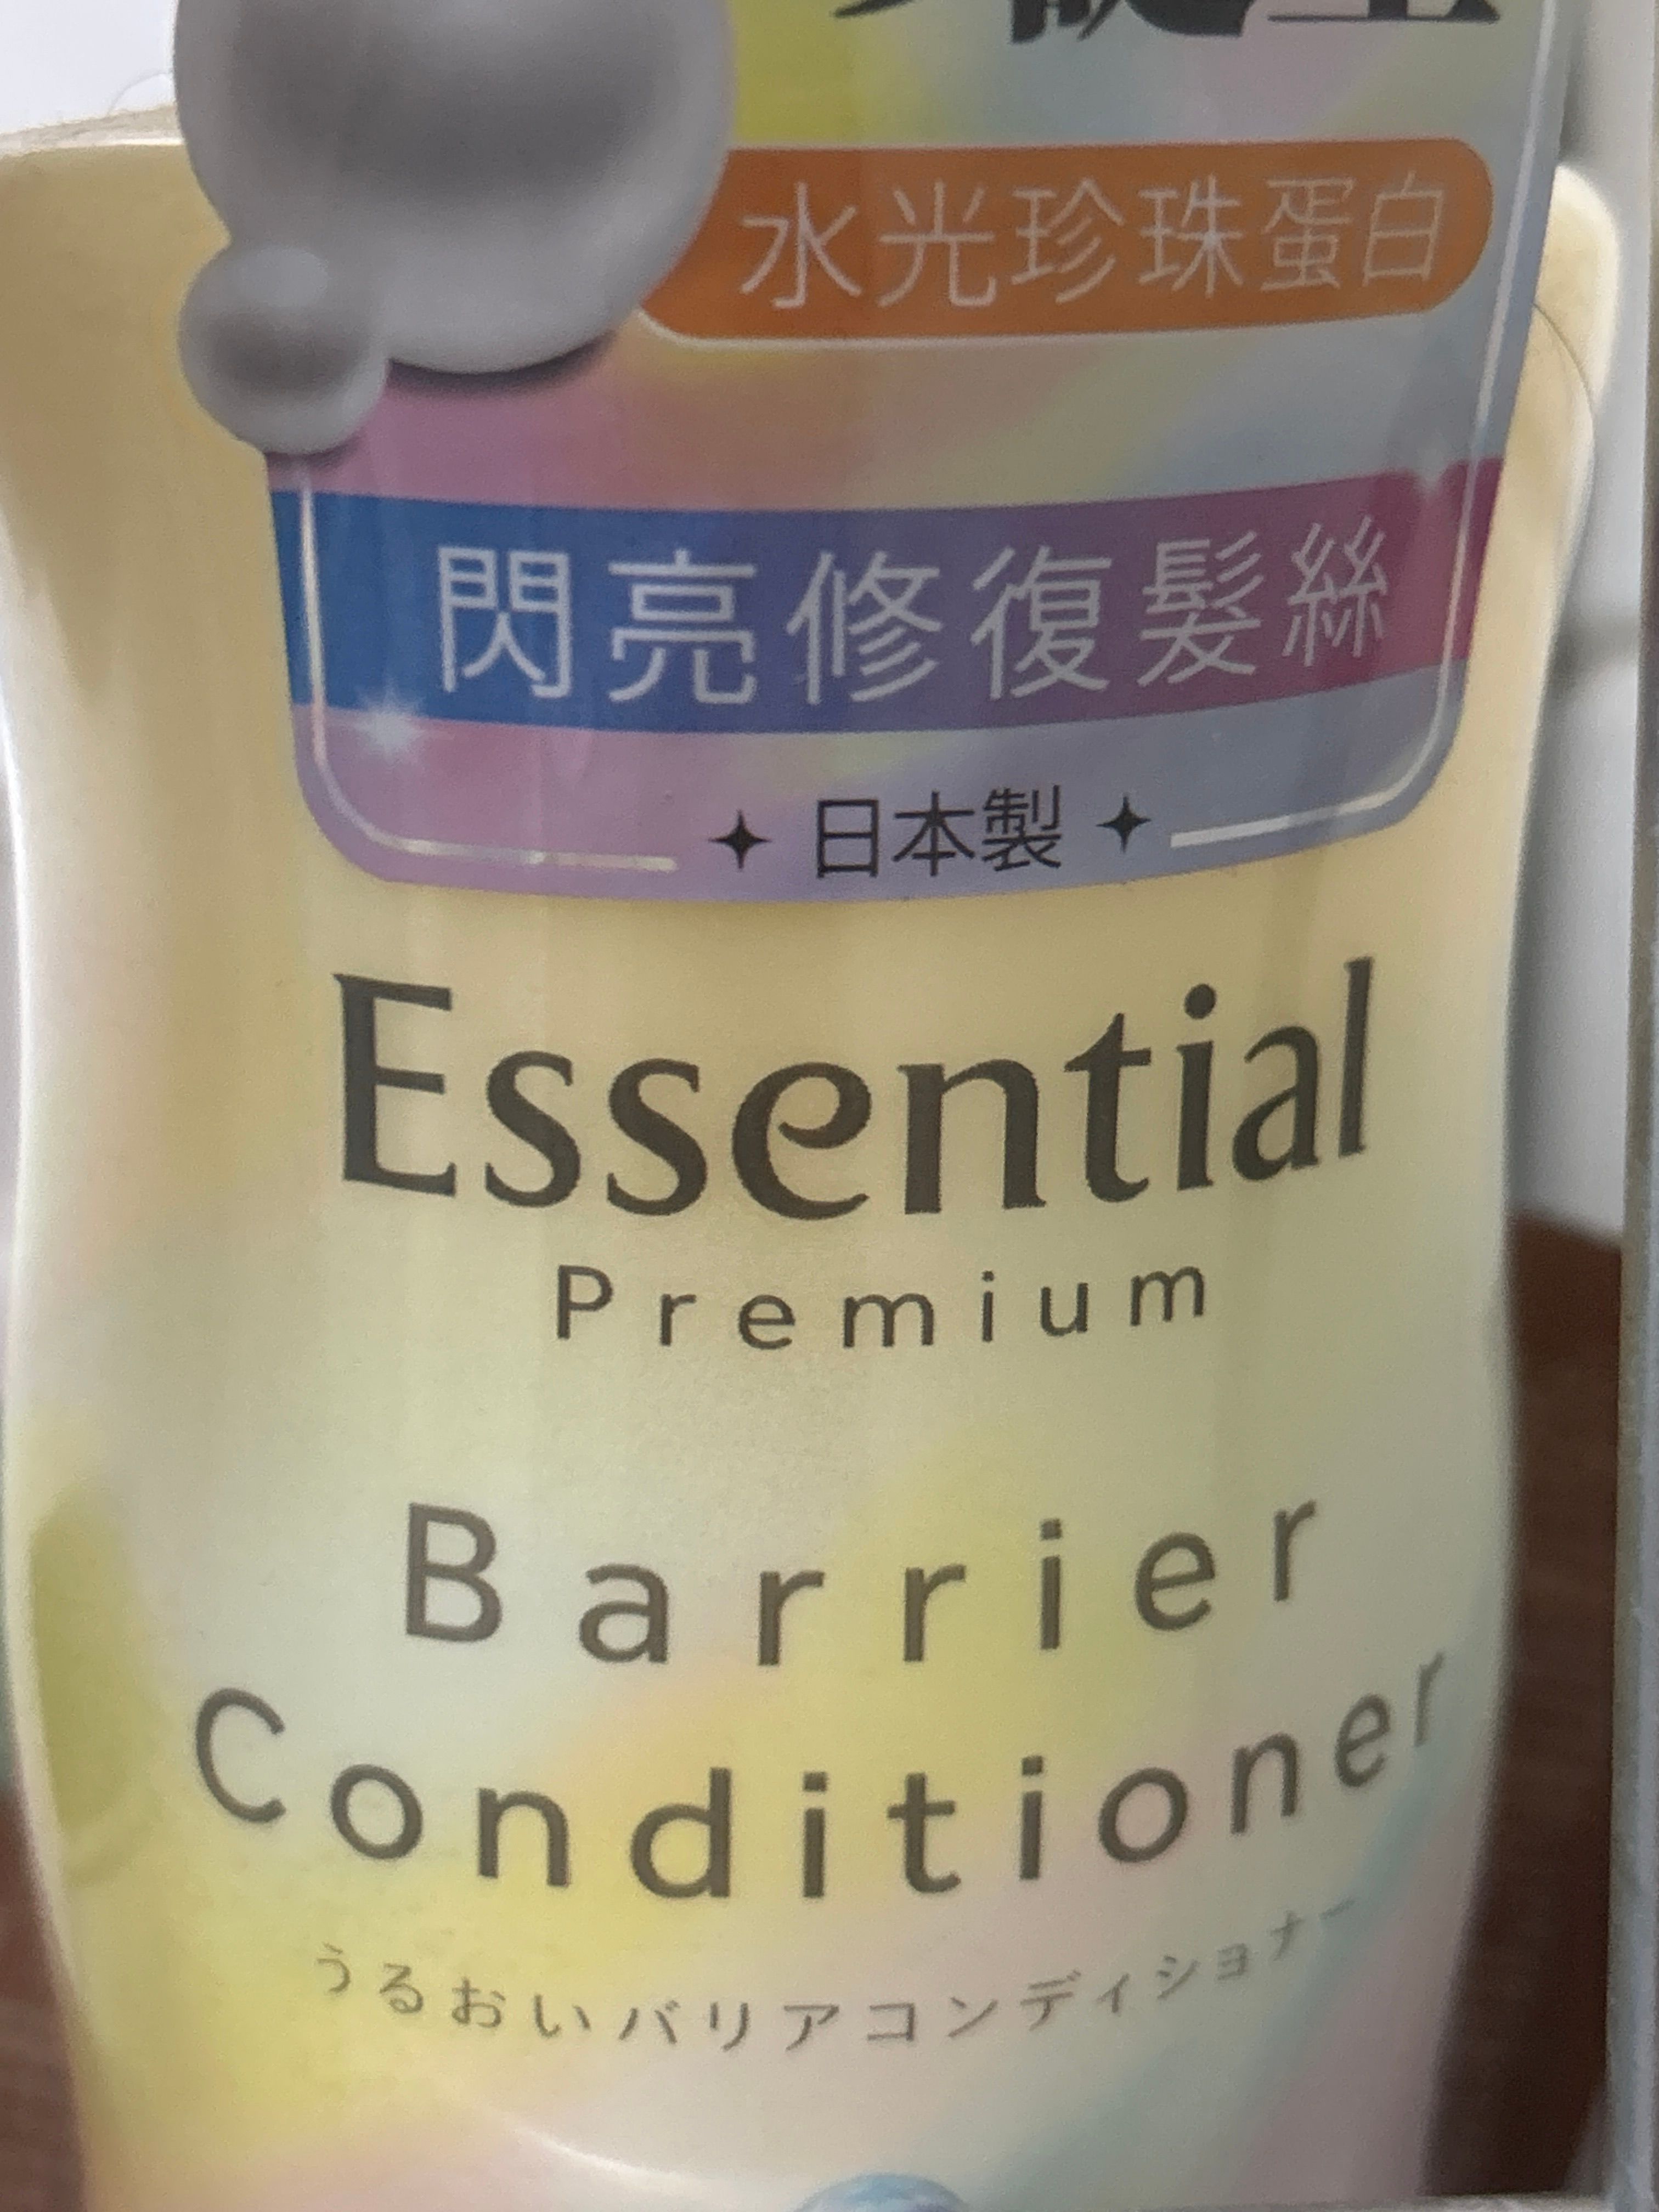 水光珍珠蛋白
閃亮修復髮絲
日本製
Essential
Premium
Barrier
Conditioner
うるおいバリアコンディショナー